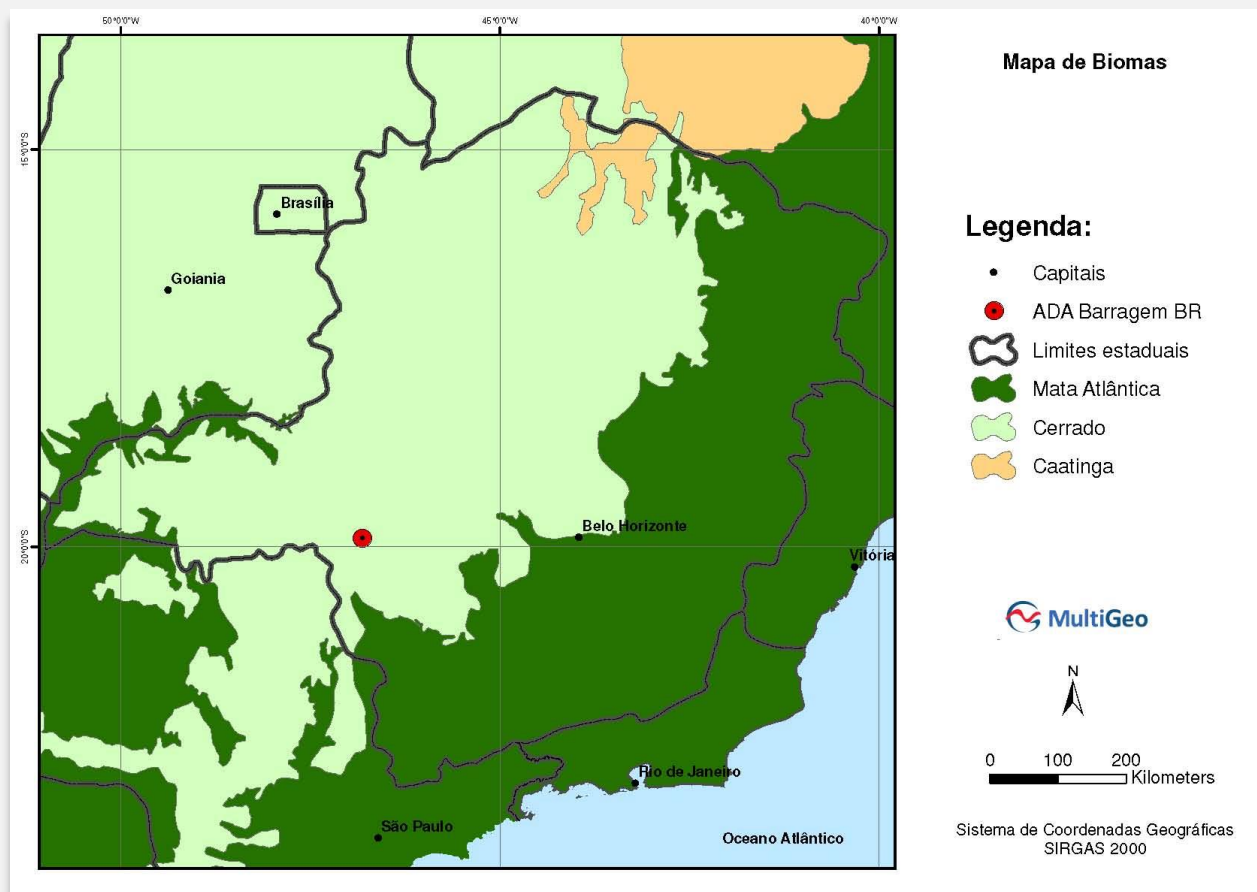 50°0'0"W
45°0'0"W
40°0'0"W
15°0'0"S
20°0'0"S
Brasília
Goiania
Belo Horizonte
Vitória
Rio de Janeiro
São Paulo
Oceano Atlântico
Mapa de Biomas
Legenda:
Capitais
ADA Barragem BR
Limites estaduais
Mata Atlântica
Cerrado
Caatinga
MultiGeo
N
0 100 200
Kilometers
Sistema de Coordenadas Geográficas
SIRGAS 2000